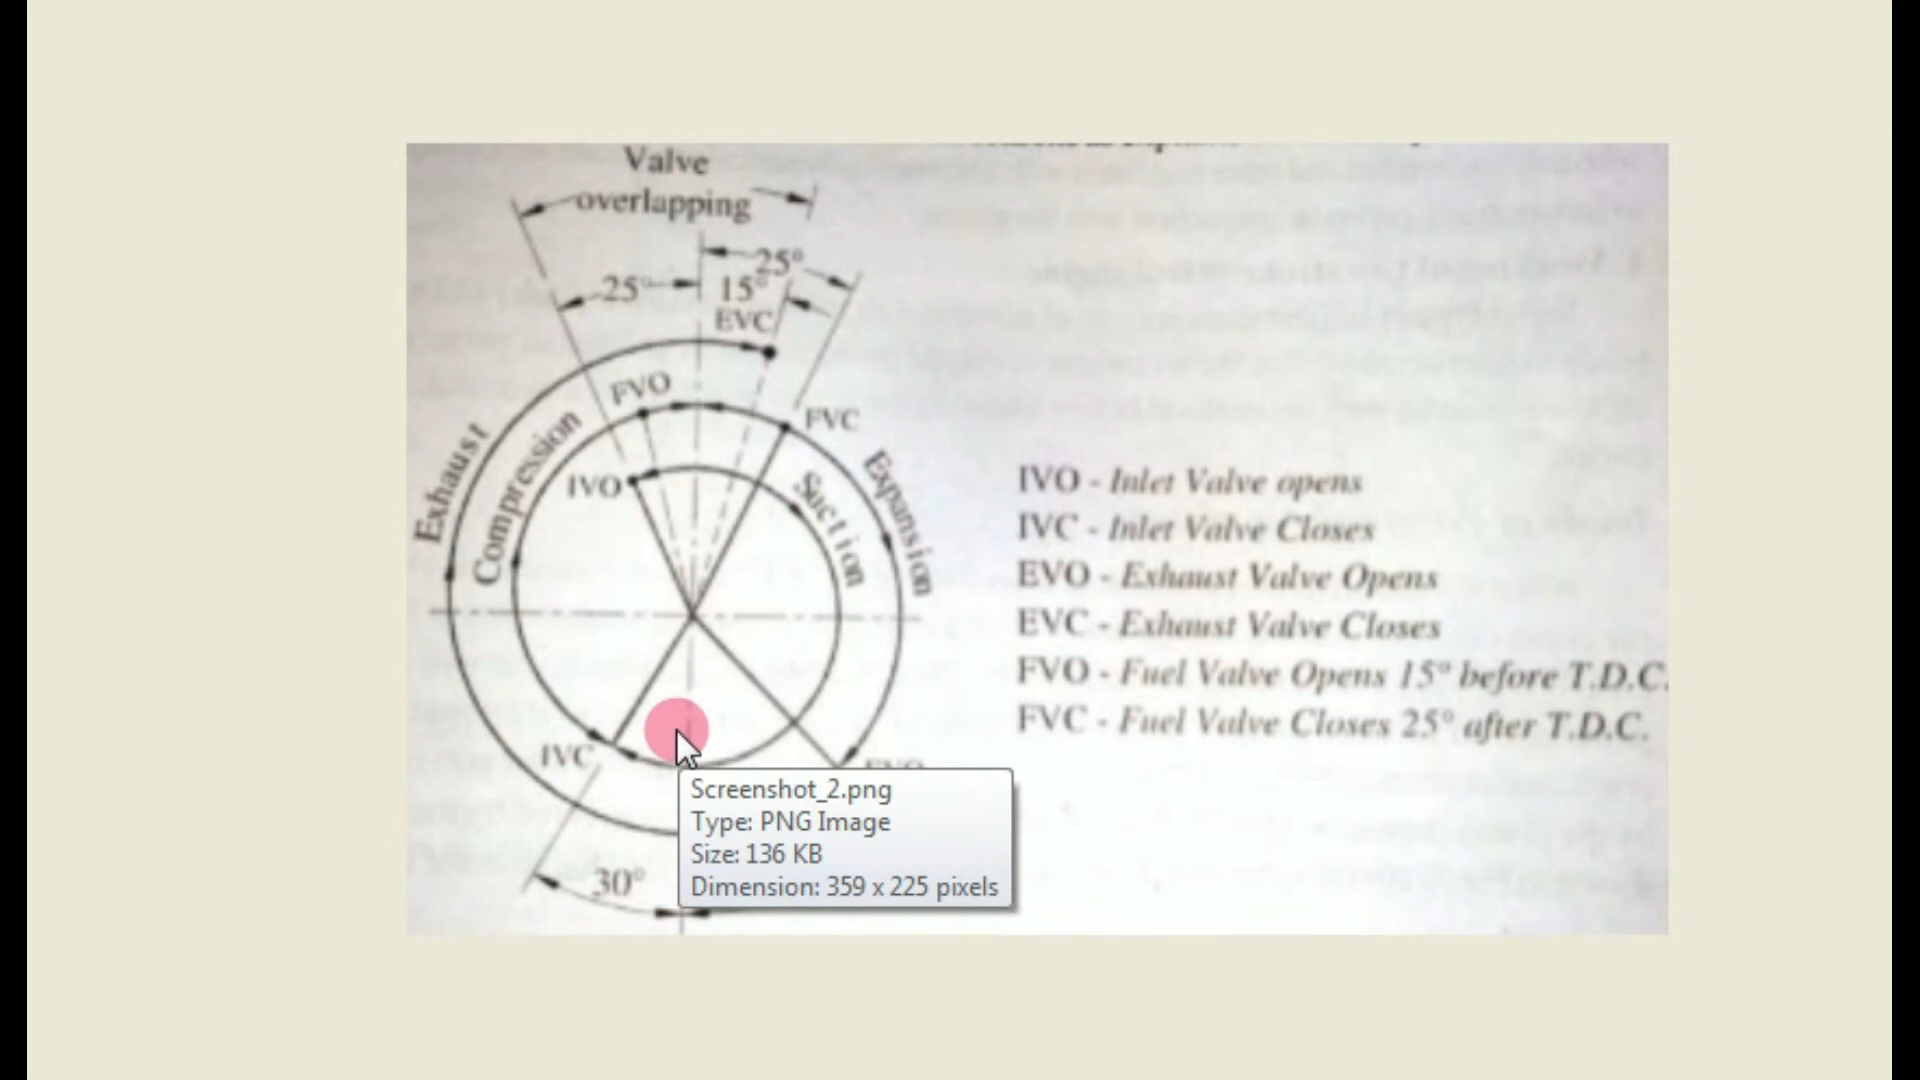 Valve
overlapping
25°
25°
15°
EVC
FVO
FVC
IVO
Exhaust
Compression
Suction
Expansion
IVC
30°
IVO - Inlet Valve opens
IVC - Inlet Valve Closes
EVO - Exhaust Valve Opens
EVC - Exhaust Valve Closes
FVO - Fuel Valve Opens 15° before T.D.C.
FVC - Fuel Valve Closes 25° after T.D.C.
Screenshot_2.png
Type: PNG Image
Size: 136 KB
Dimension: 359 x 225 pixels